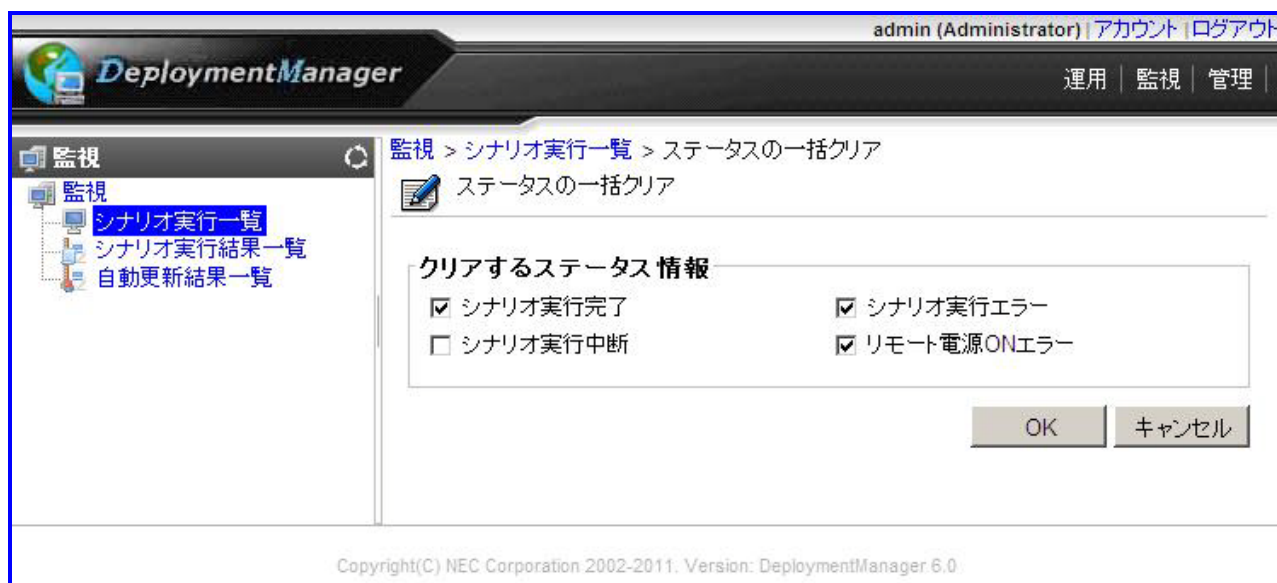 admin (Administrator) | アカウント | ログアウト
DeploymentManager
運用 | 監視 | 管理 |
監視
監視
シナリオ実行一覧
シナリオ実行結果一覧
自動更新結果一覧
監視 > シナリオ実行一覧 > ステータスの一括クリア
ステータスの一括クリア
クリアするステータス情報
シナリオ実行完了 シナリオ実行エラー
シナリオ実行中断 リモート電源ONエラー
OK キャンセル
Copyright(C) NEC Corporation 2002-2011. Version: DeploymentManager 6.0